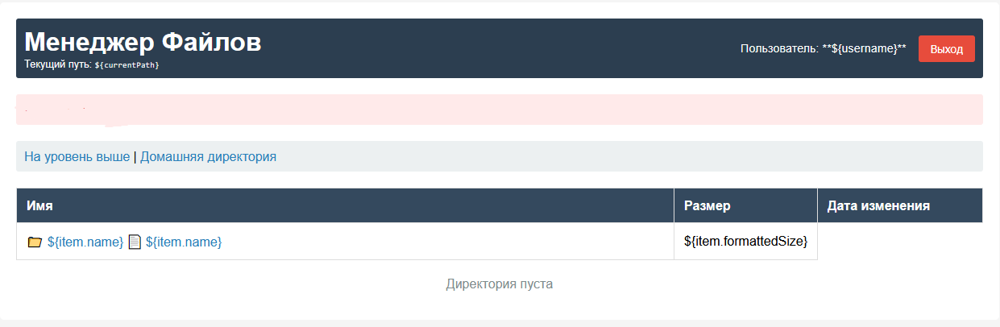 Менеджер Файлов
Текущий путь: ${currentPath}
Пользователь: **${username}**
Выход
На уровень выше | Домашняя директория
Имя Размер Дата изменения
${item.name} ${item.name} ${item.formattedSize}
Директория пуста